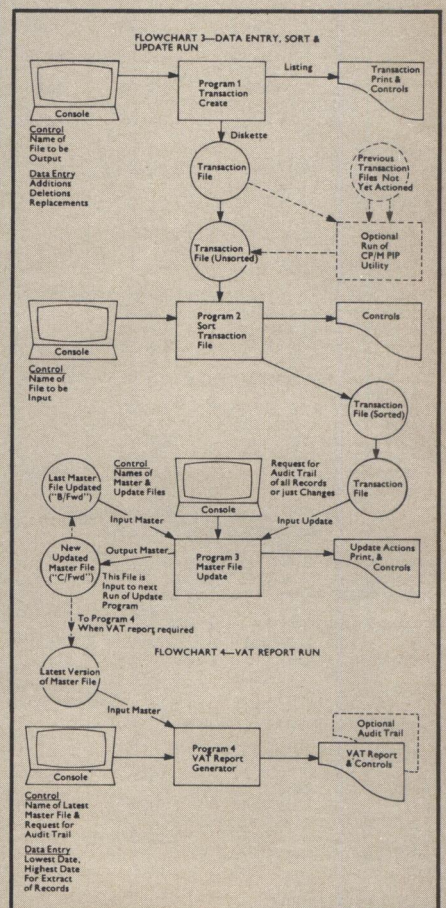 FLOWCHART 3—DATA ENTRY, SORT &
UPDATE RUN
Console
Control
Name of
File to be
Output
Data Entry
Additions
Deletions
Replacements
Program 1
Transaction
Create
Listing
Transaction
Print &
Controls
Diskette
Transaction
File
Previous
Transaction
Files Not
Yet Actioned
Optional
Run of
CP/M PIP
Utility
Transaction
File (Unsorted)
Console
Control
Name of
File to be
Input
Program 2
Sort
Transaction
File
Controls
Transaction
File (Sorted)
Transaction
File
Last Master
File Updated
("B/Fwd")
Control
Names of
Master &
Update Files
Console
Request for
Audit Trail
of all Records
or just Changes
Input Master
Input Update
New
Updated
Master File
("C/Fwd")
Output Master
This File is
Input to next
Run of Update
Program
Program 3
Master File
Update
Update Actions
Print, &
Controls
To Program 4
When VAT report required
FLOWCHART 4—VAT REPORT RUN
Latest Version
of Master File
Input Master
Console
Control
Name of Latest
Master File &
Request for
Audit Trail
Data Entry
Lowest Date,
Highest Date
For Extract
of Records
Program 4
VAT Report
Generator
Optional
Audit Trail
VAT Report
& Controls